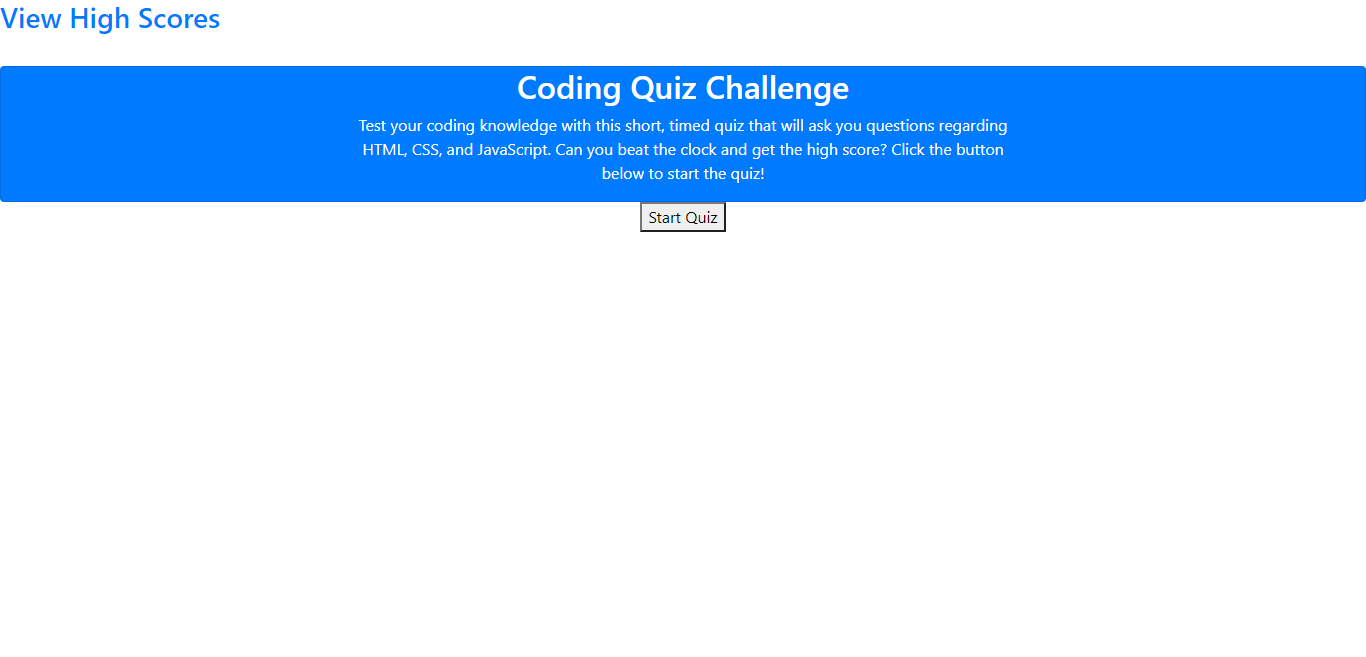 View High Scores
Coding Quiz Challenge
Test your coding knowledge with this short, timed quiz that will ask you questions regarding
HTML, CSS, and JavaScript. Can you beat the clock and get the high score? Click the button
below to start the quiz!
Start Quiz